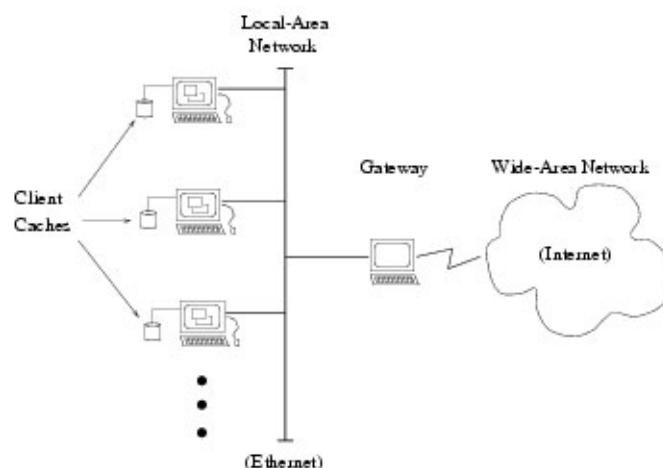 Local-Area
Network
Gateway
Wide-Area Network
Client
Caches
(Internet)
(Ethernet)